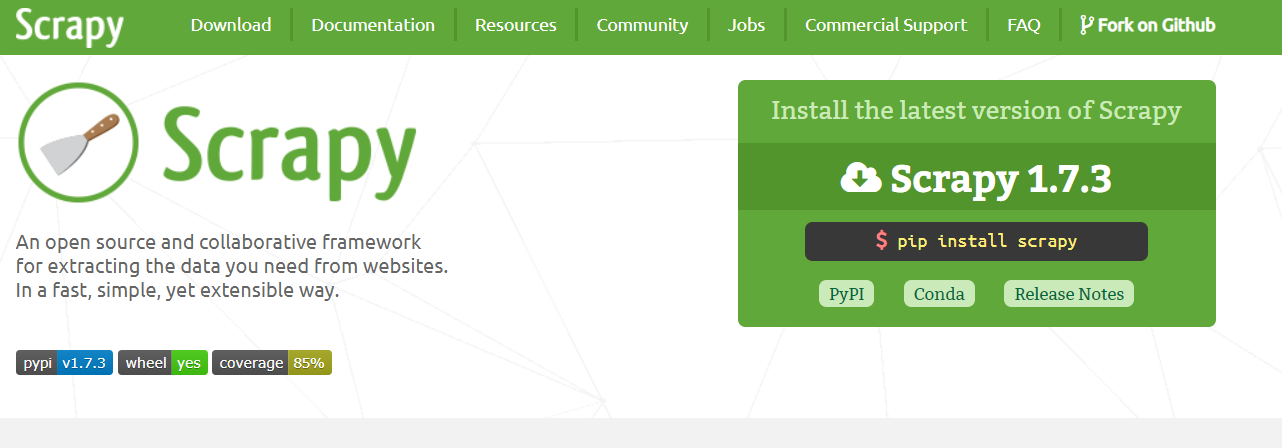 Scrapy Download Documentation Resources Community Jobs Commercial Support FAQ Fork on Github
Scrapy
An open source and collaborative framework
for extracting the data you need from websites.
In a fast, simple, yet extensible way.
pypi v1.7.3 wheel yes coverage 85%
Install the latest version of Scrapy
Scrapy 1.7.3
$ pip install scrapy
PyPI Conda Release Notes